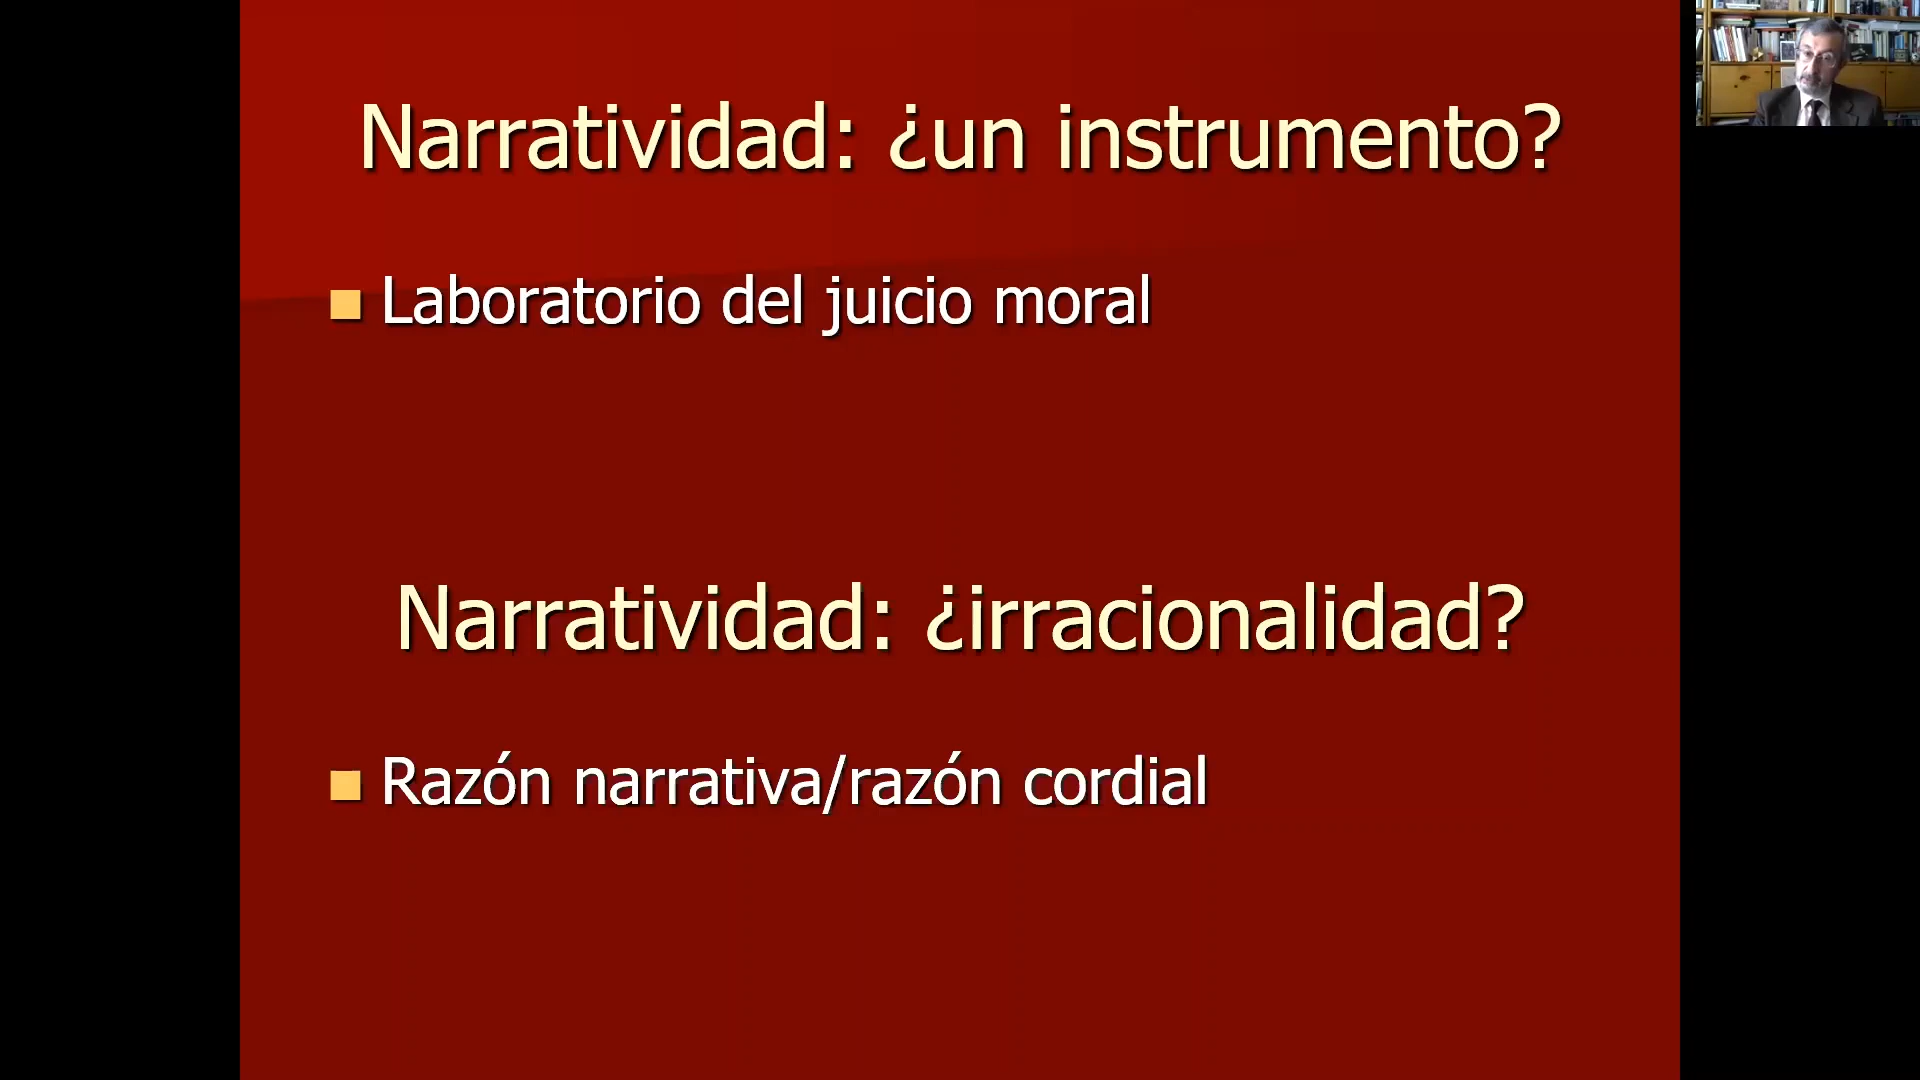 Narratividad: ¿un instrumento?
Laboratorio del juicio moral
Narratividad: ¿irracionalidad?
Razón narrativa/razón cordial